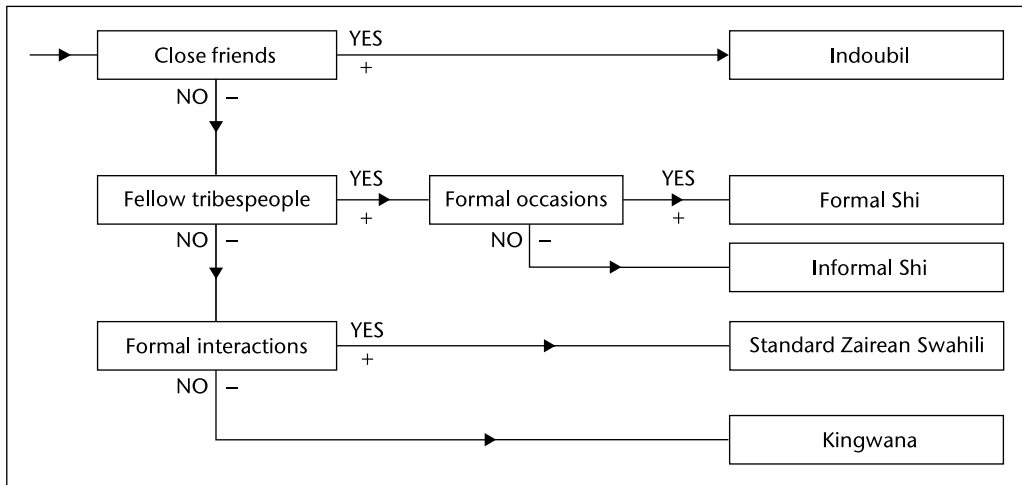 Close friends
YES
+
Indoubil
NO –
Fellow tribespeople
YES
+
Formal occasions
YES
+
Formal Shi
NO –
NO –
Informal Shi
Formal interactions
YES
+
Standard Zairean Swahili
NO –
Kingwana